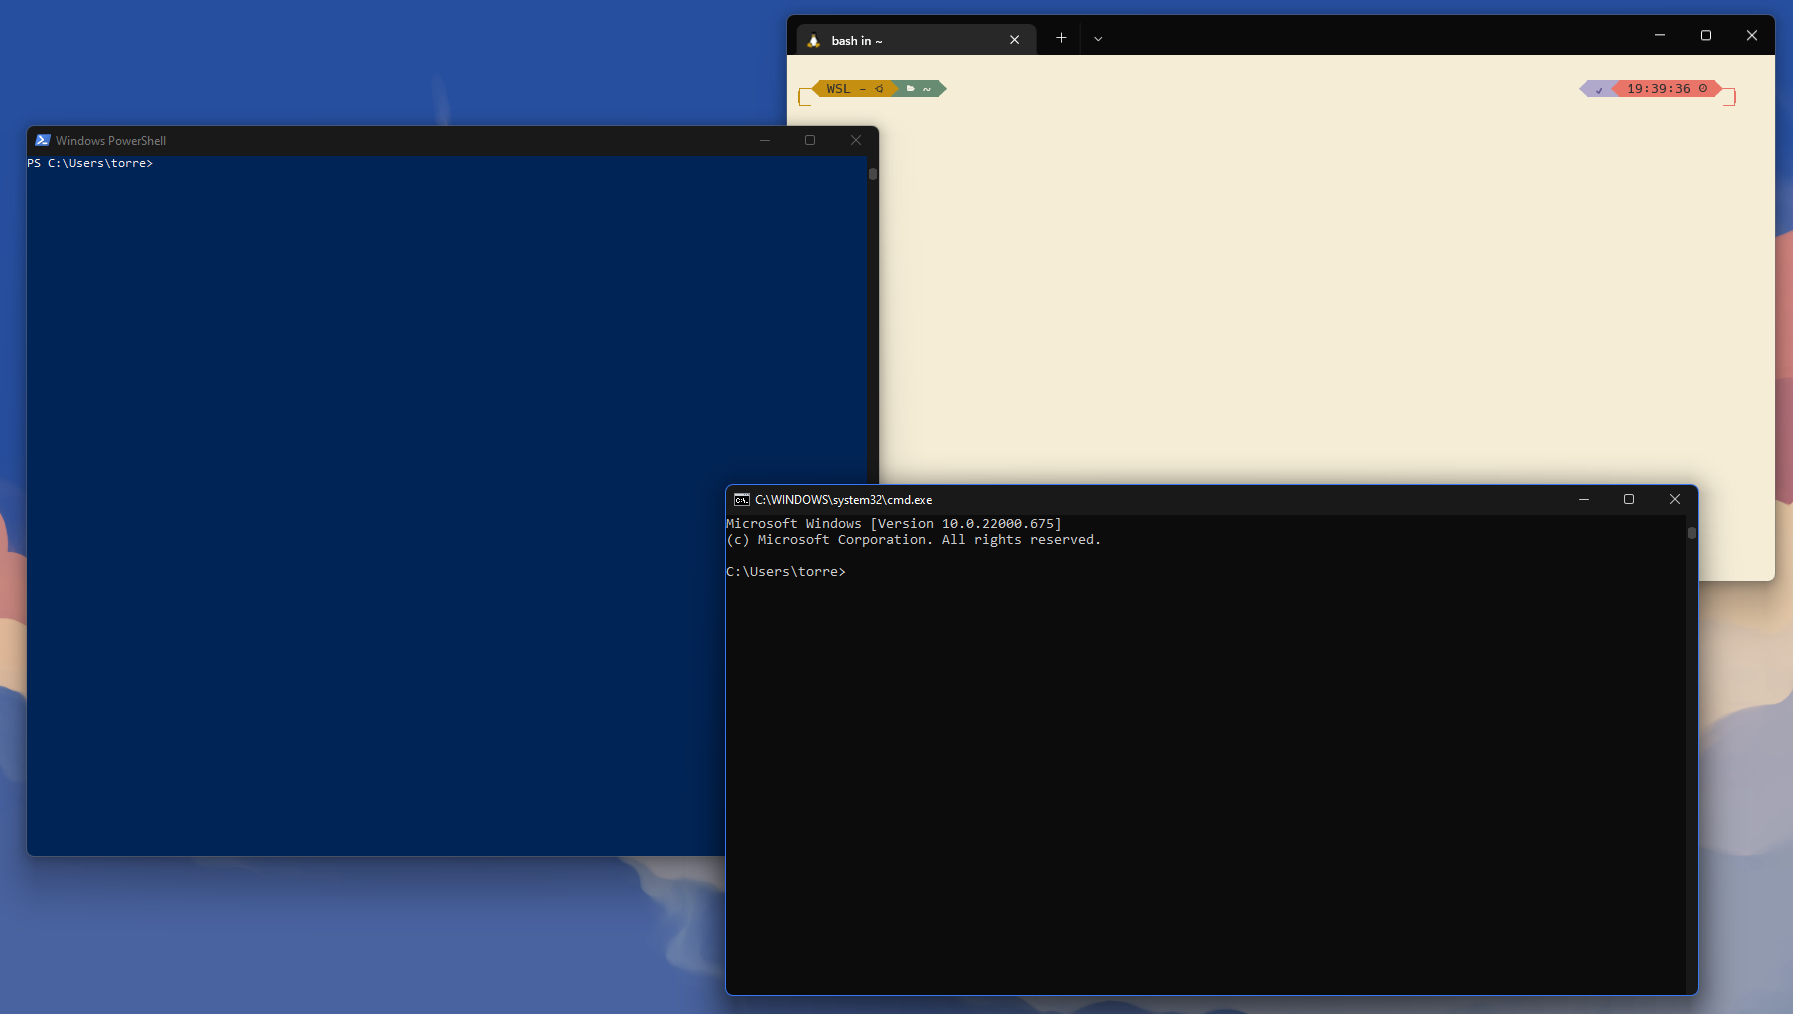 bash in ~
WSL - ~
19:39:36
Windows PowerShell
PS C:\Users\torre>
C:\WINDOWS\system32\cmd.exe
Microsoft Windows [Version 10.0.22000.675]
(c) Microsoft Corporation. All rights reserved.
C:\Users\torre>